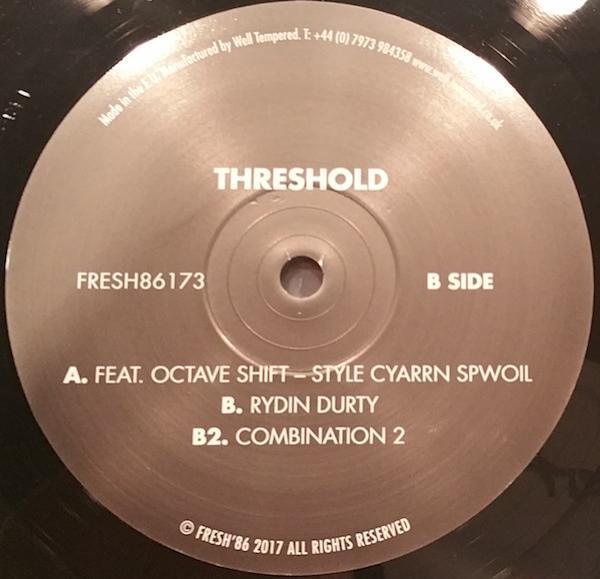 Made in the E.U. Manufactured by Well Tempered. T: +44 (0) 7973 984358
THRESHOLD
FRESH86173
B SIDE
A. FEAT. OCTAVE SHIFT – STYLE CYARRN SPWOIL
B. RYDIN DURTY
B2. COMBINATION 2
© FRESH'86 2017 ALL RIGHTS RESERVED